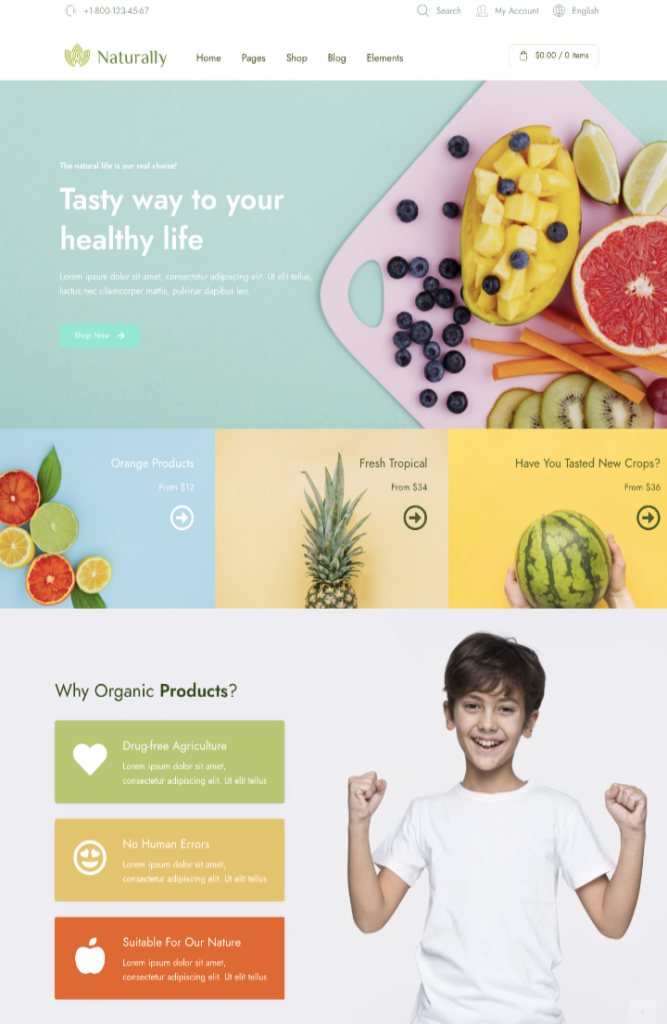 +1-800-123-45-67
Search
My Account
English
Naturally
Home
Pages
Shop
Blog
Elements
$0.00 / 0 items
The natural life is our real choise!
Tasty way to your
healthy life
Lorem ipsum dolor sit amet, consectetur adipiscing elit. Ut elit tellus,
luctus nec ullamcorper mattis, pulvinar dapibus leo.
Shop Now
Orange Products
From $12
Fresh Tropical
From $34
Have You Tasted New Crops?
From $36
Why Organic Products?
Drug-free Agriculture
Lorem ipsum dolor sit amet,
consectetur adipiscing elit. Ut elit tellus
No Human Errors
Lorem ipsum dolor sit amet,
consectetur adipiscing elit. Ut elit tellus
Suitable For Our Nature
Lorem ipsum dolor sit amet,
consectetur adipiscing elit. Ut elit tellus